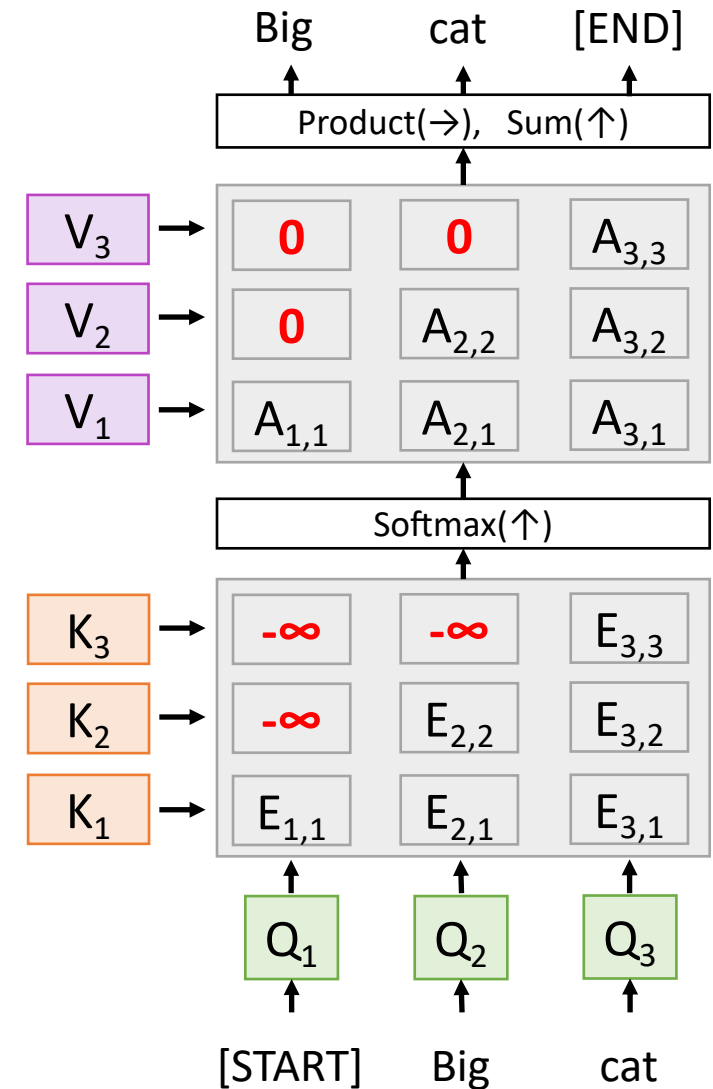 Big cat [END]
Product(→), Sum(↑)
V₃ 0 0 A₃,₃
V₂ 0 A₂,₂ A₃,₂
V₁ A₁,₁ A₂,₁ A₃,₁
Softmax(↑)
K₃ -∞ -∞ E₃,₃
K₂ -∞ E₂,₂ E₃,₂
K₁ E₁,₁ E₂,₁ E₃,₁
Q₁ Q₂ Q₃
[START] Big cat